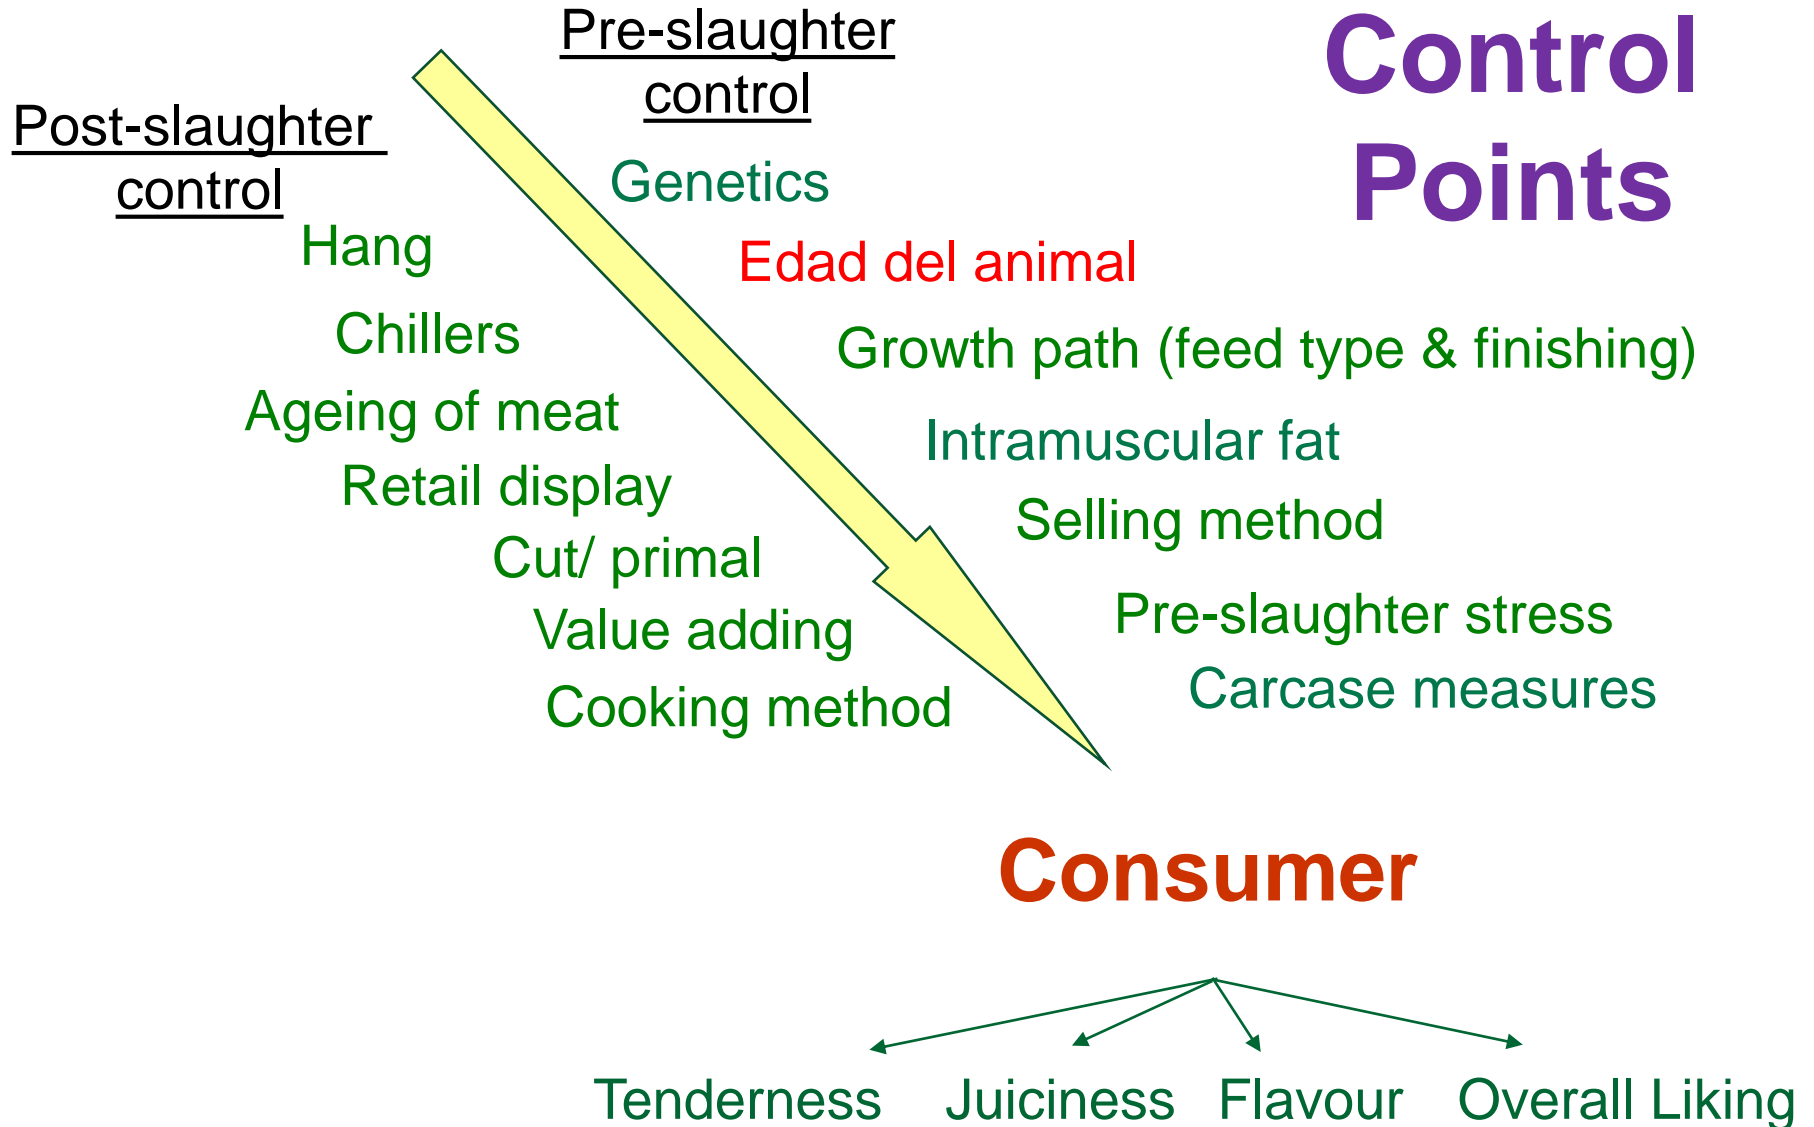 Control
Points
Pre-slaughter
control
Genetics
Edad del animal
Growth path (feed type & finishing)
Intramuscular fat
Selling method
Pre-slaughter stress
Carcase measures
Post-slaughter
control
Hang
Chillers
Ageing of meat
Retail display
Cut/ primal
Value adding
Cooking method
Consumer
Tenderness Juiciness Flavour Overall Liking